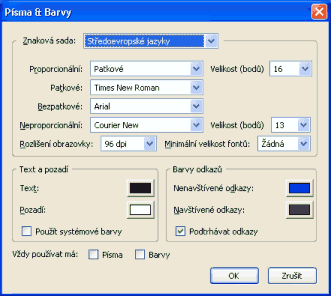 Písma & Barvy
Znaková sada: Středoevropské jazyky
Proporcionální: Patkové Velikost (bodů) 16
Patkové: Times New Roman
Bezpatkové: Arial
Neproporcionální: Courier New Velikost (bodů) 13
Rozlišení obrazovky: 96 dpi Minimální velikost fontů: Žádná
Text a pozadí Barvy odkazů
Text: Nenavštívené odkazy:
Pozadí: Navštívené odkazy:
Použít systémové barvy Podtrhávat odkazy
Vždy používat má: Písma Barvy
OK Zrušit